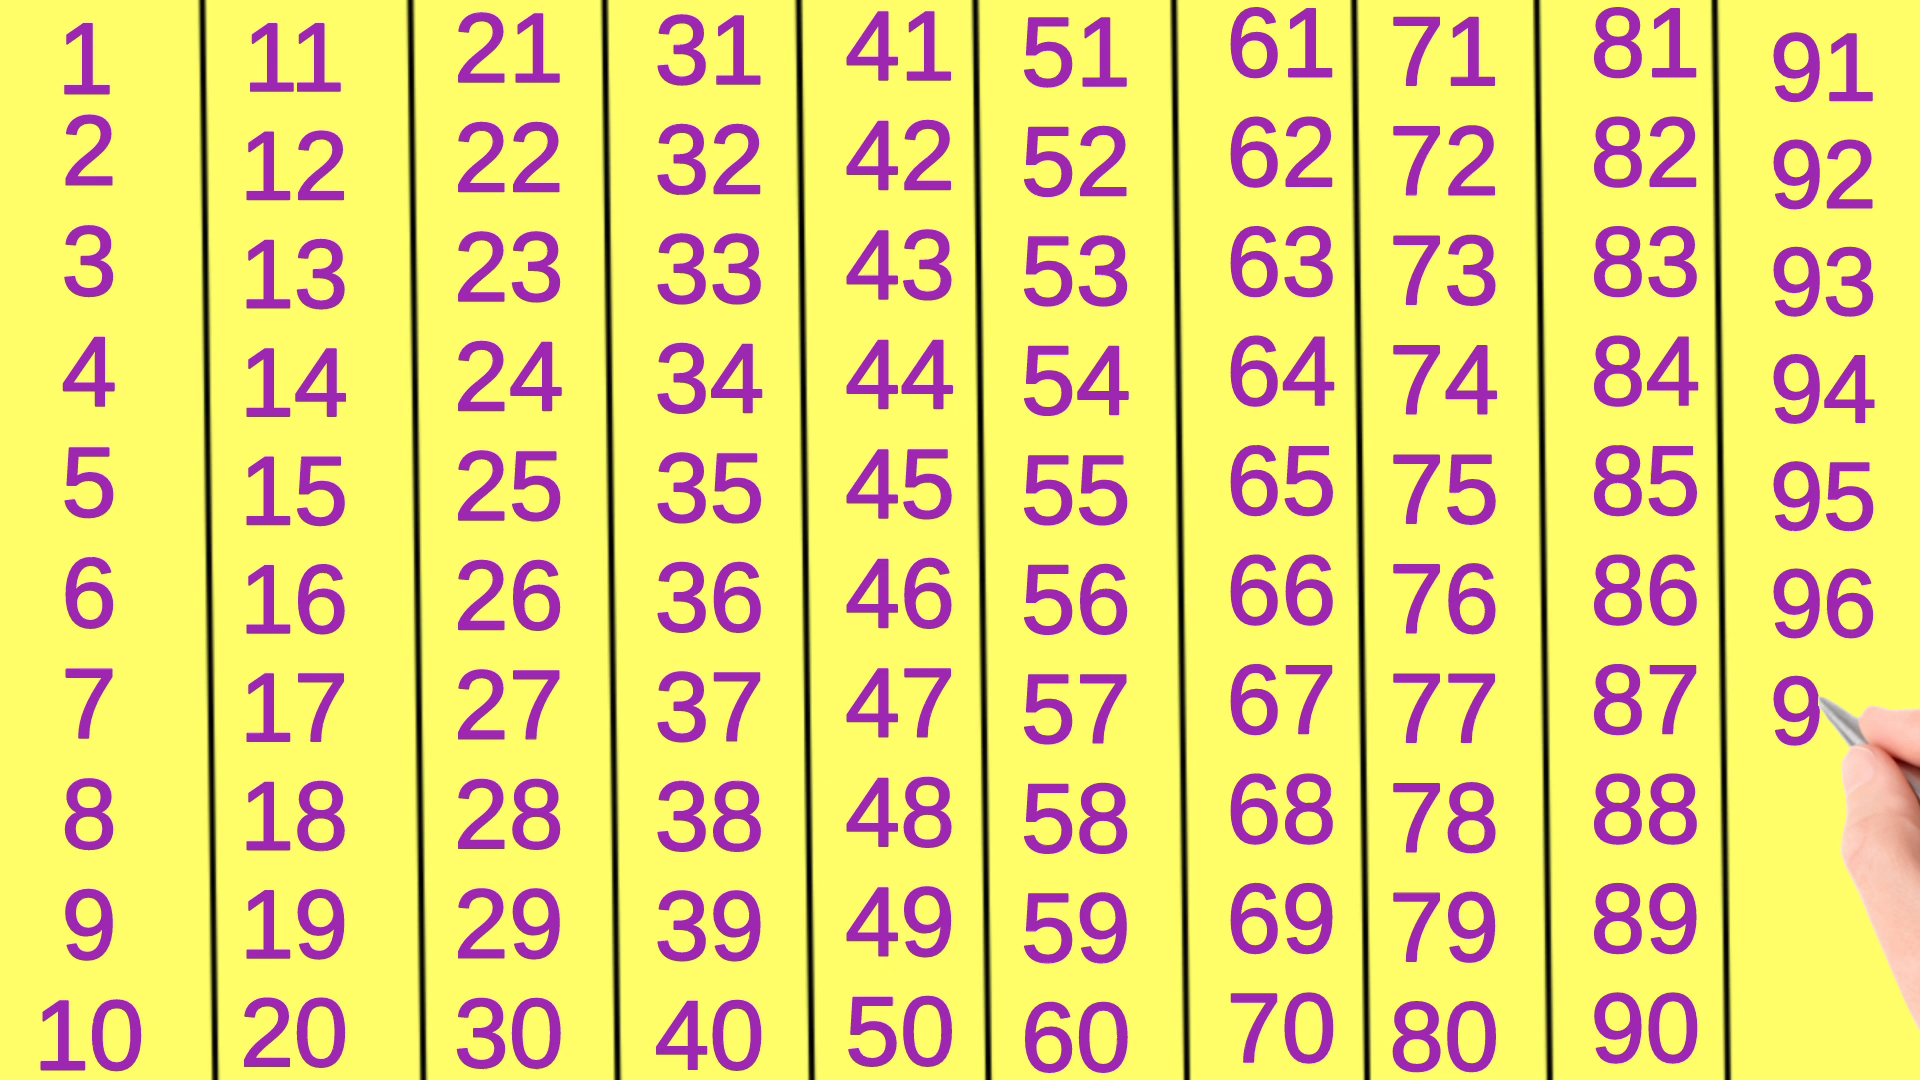 1 11 21 31 41 51 61 71 81 91
2 12 22 32 42 52 62 72 82 92
3 13 23 33 43 53 63 73 83 93
4 14 24 34 44 54 64 74 84 94
5 15 25 35 45 55 65 75 85 95
6 16 26 36 46 56 66 76 86 96
7 17 27 37 47 57 67 77 87 9
8 18 28 38 48 58 68 78 88
9 19 29 39 49 59 69 79 89
10 20 30 40 50 60 70 80 90